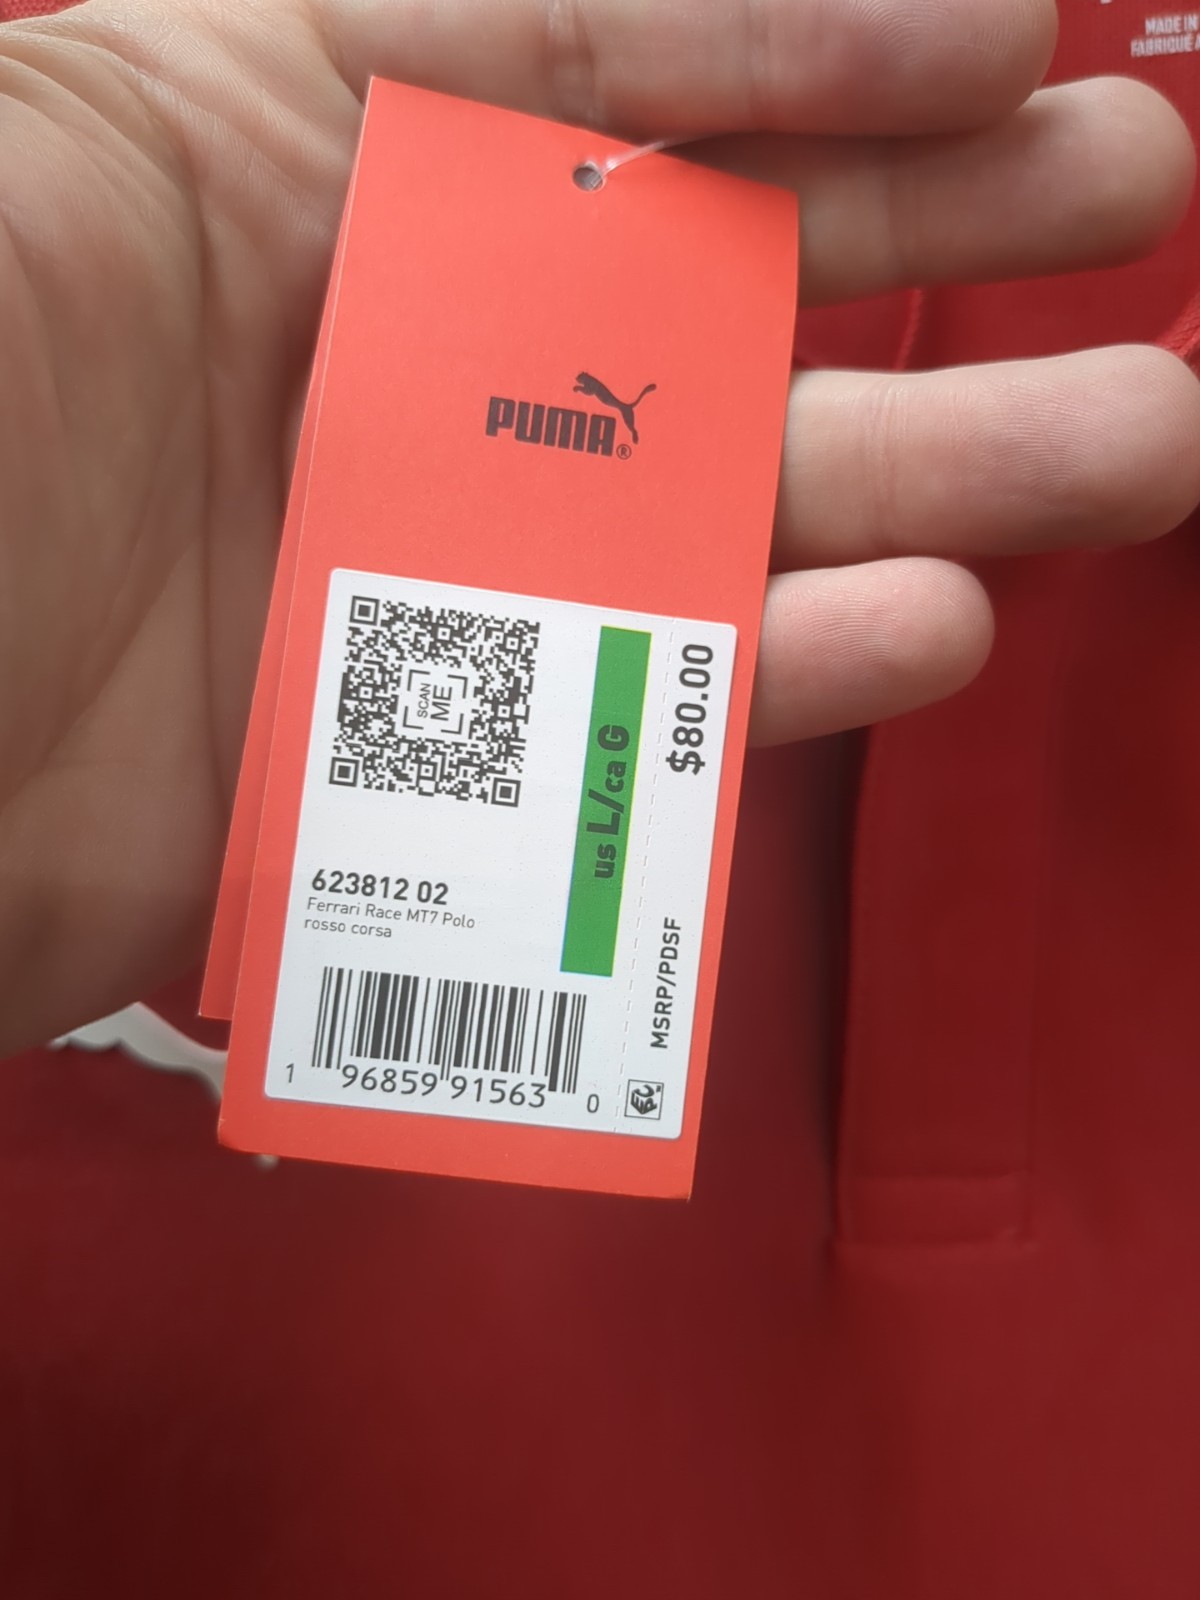 MADE IN
FABRIQUÉ
PUMA®
SCAN
ME
us L/ca G
$80.00
MSRP/PDSF
623812 02
Ferrari Race MT7 Polo
rosso corsa
1 96859 91563 0